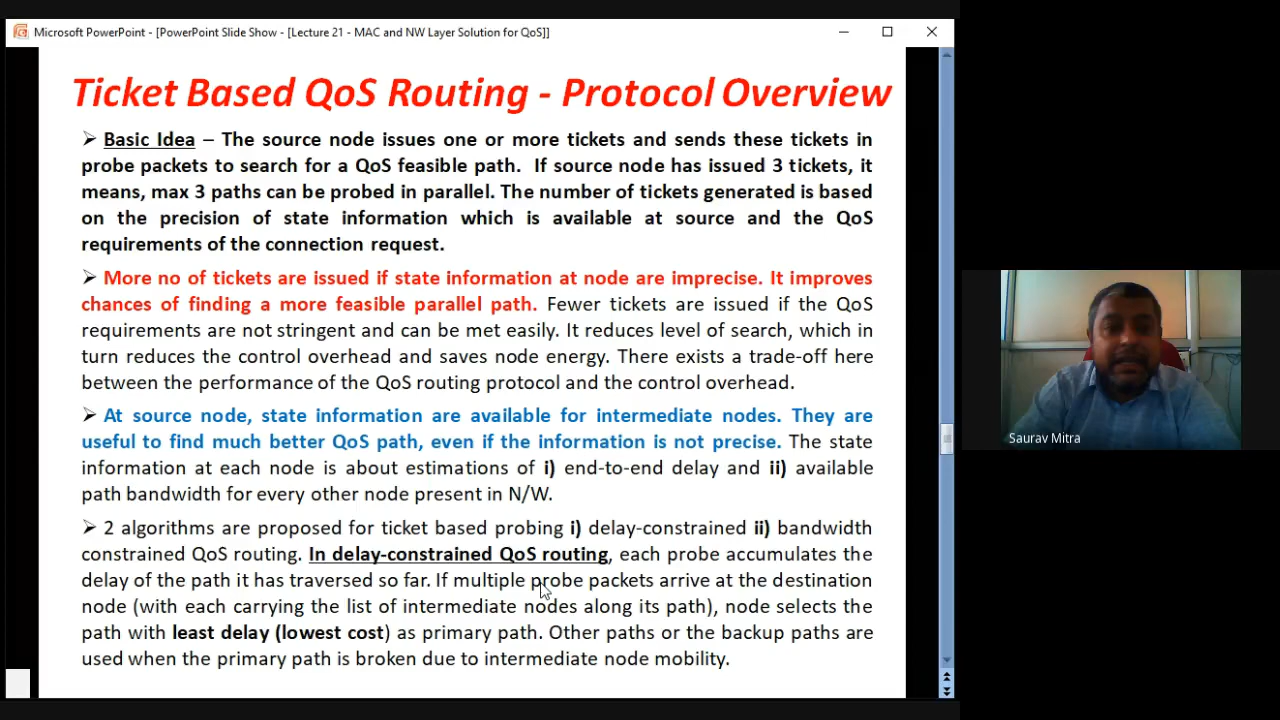 Microsoft PowerPoint - [PowerPoint Slide Show - [Lecture 21 - MAC and NW Layer Solution for QoS]]
Ticket Based QoS Routing - Protocol Overview
➢ Basic Idea – The source node issues one or more tickets and sends these tickets in
probe packets to search for a QoS feasible path. If source node has issued 3 tickets, it
means, max 3 paths can be probed in parallel. The number of tickets generated is based
on the precision of state information which is available at source and the QoS
requirements of the connection request.
➢ More no of tickets are issued if state information at node are imprecise. It improves
chances of finding a more feasible parallel path. Fewer tickets are issued if the QoS
requirements are not stringent and can be met easily. It reduces level of search, which in
turn reduces the control overhead and saves node energy. There exists a trade-off here
between the performance of the QoS routing protocol and the control overhead.
➢ At source node, state information are available for intermediate nodes. They are
useful to find much better QoS path, even if the information is not precise. The state
information at each node is about estimations of i) end-to-end delay and ii) available
path bandwidth for every other node present in N/W.
➢ 2 algorithms are proposed for ticket based probing i) delay-constrained ii) bandwidth
constrained QoS routing. In delay-constrained QoS routing, each probe accumulates the
delay of the path it has traversed so far. If multiple probe packets arrive at the destination
node (with each carrying the list of intermediate nodes along its path), node selects the
path with least delay (lowest cost) as primary path. Other paths or the backup paths are
used when the primary path is broken due to intermediate node mobility.
Saurav Mitra